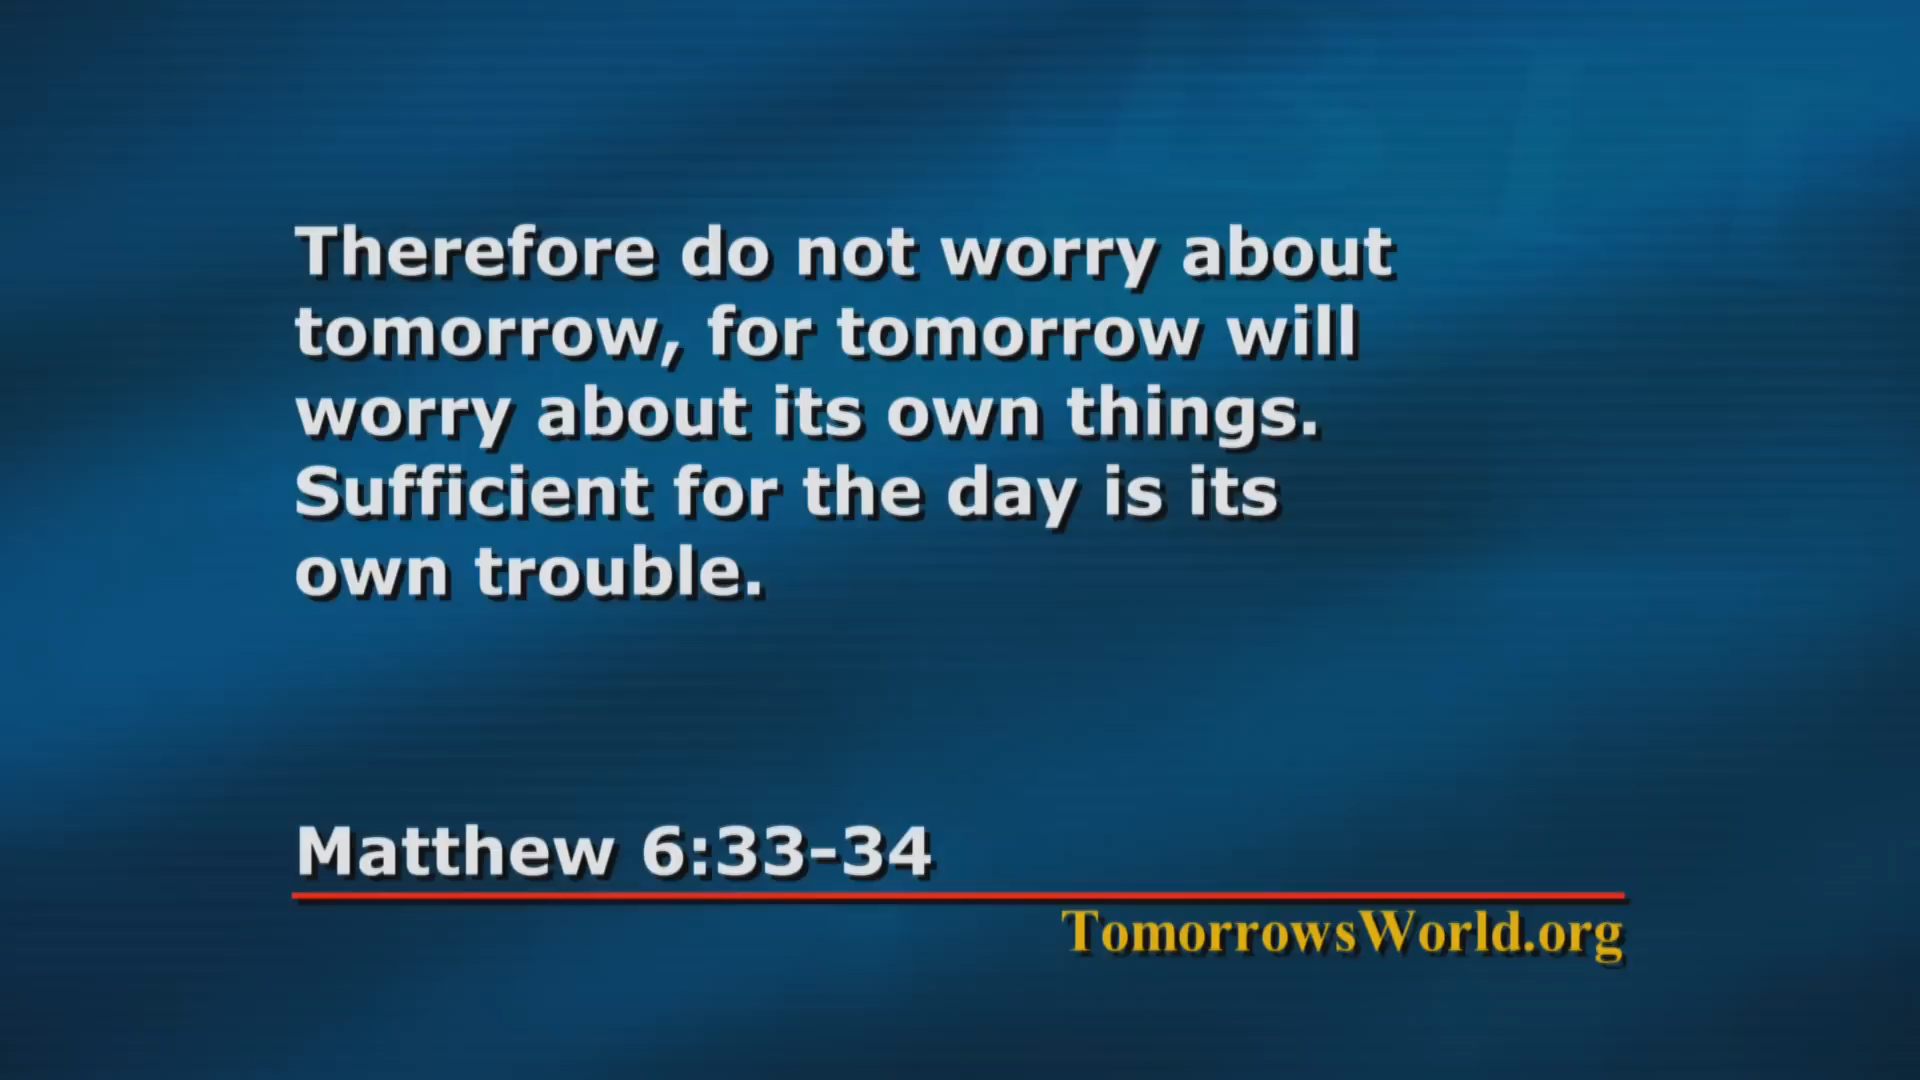 Therefore do not worry about
tomorrow, for tomorrow will
worry about its own things.
Sufficient for the day is its
own trouble.
Matthew 6:33-34
TomorrowsWorld.org